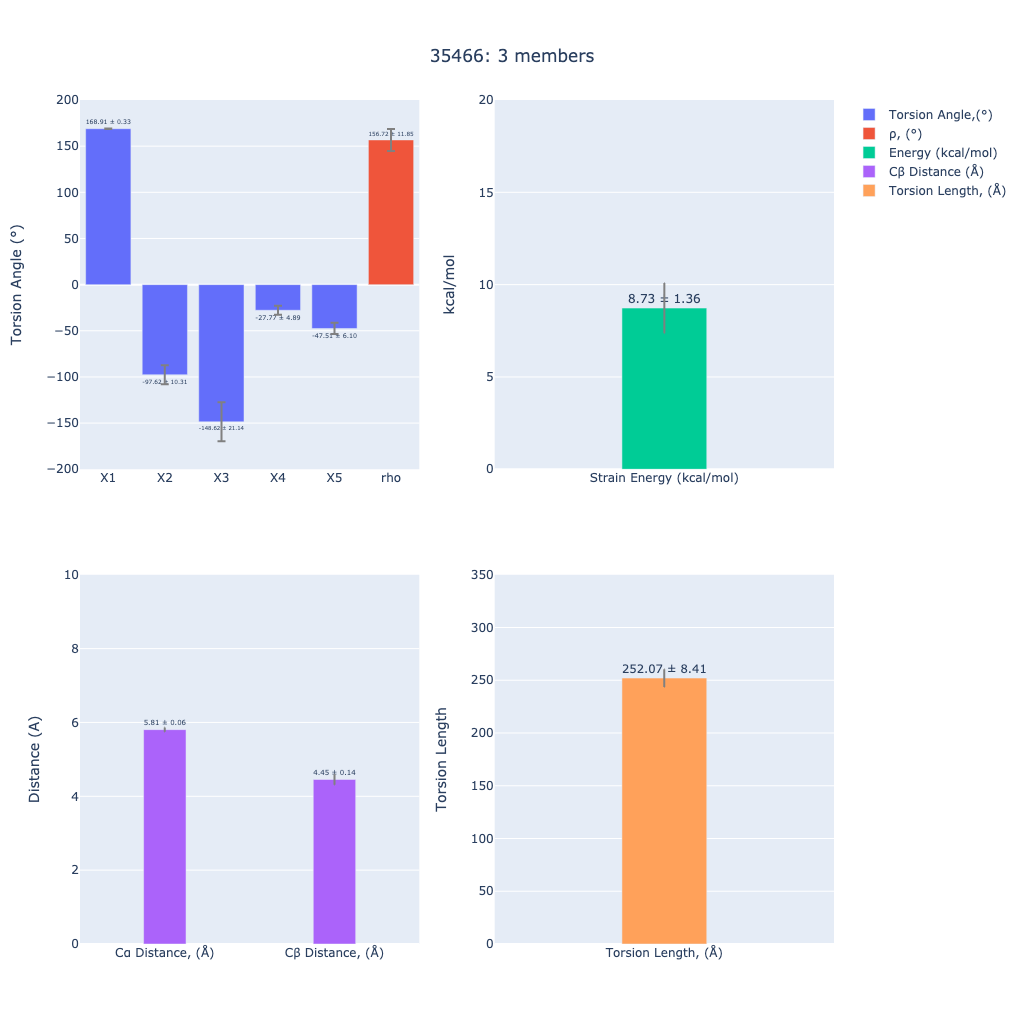 35466: 3 members
Torsion Angle (°)
200
150
100
50
0
−50
−100
−150
−200
168.91 ± 0.33
-97.62 ± 10.31
-148.62 ± 21.14
-27.77 ± 4.89
-47.51 ± 6.10
156.72 ± 11.85
X1 X2 X3 X4 X5 rho
kcal/mol
20
15
10
5
0
8.73 ± 1.36
Strain Energy (kcal/mol)
Torsion Angle,(°)
ρ, (°)
Energy (kcal/mol)
Cβ Distance (Å)
Torsion Length, (Å)
Distance (A)
10
8
6
4
2
0
5.81 ± 0.06
4.45 ± 0.14
Cα Distance, (Å) Cβ Distance, (Å)
Torsion Length
350
300
250
200
150
100
50
0
252.07 ± 8.41
Torsion Length, (Å)